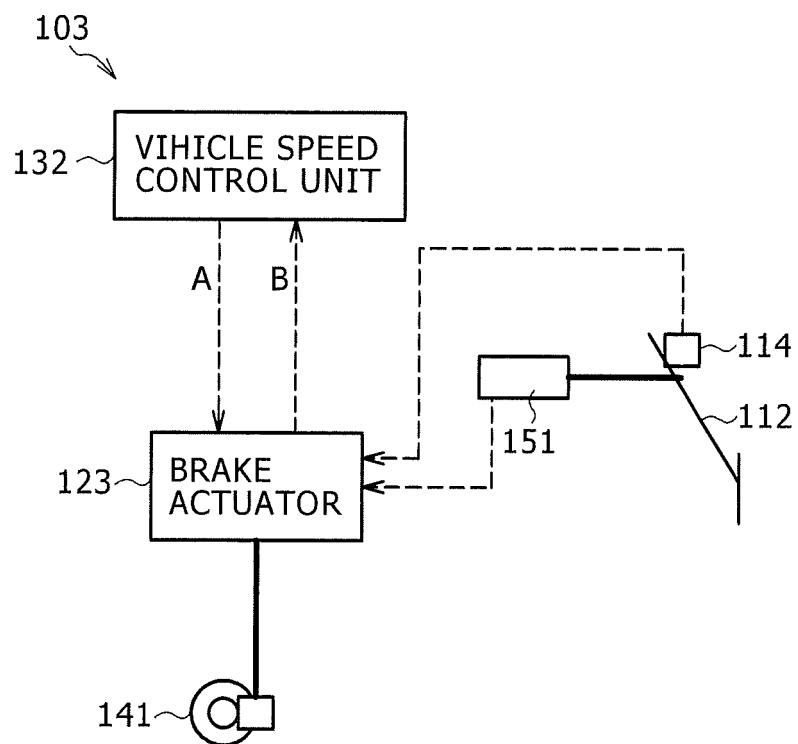 103
132
VIHICLE SPEED
CONTROL UNIT
A
B
114
112
151
123
BRAKE
ACTUATOR
141